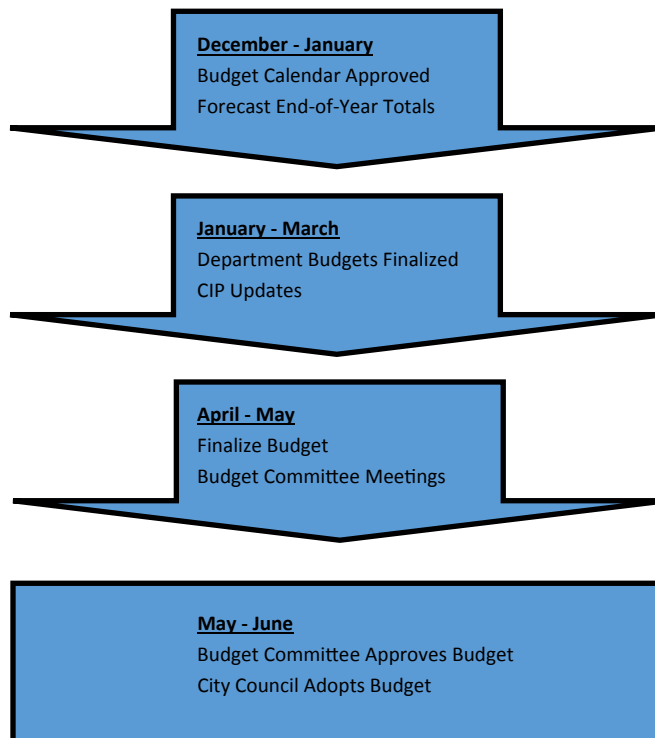 December - January
Budget Calendar Approved
Forecast End-of-Year Totals
January - March
Department Budgets Finalized
CIP Updates
April - May
Finalize Budget
Budget Committee Meetings
May - June
Budget Committee Approves Budget
City Council Adopts Budget